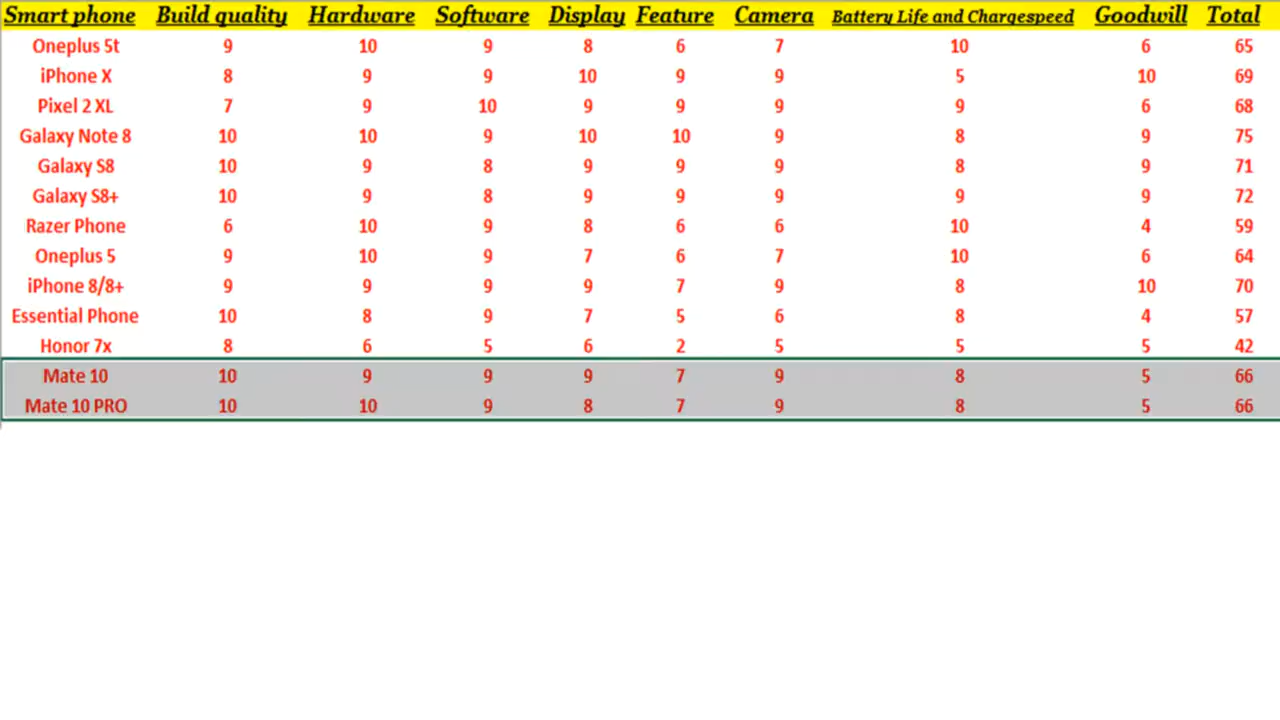 Smart phone Build quality Hardware Software Display Feature Camera Battery Life and Chargespeed Goodwill Total
Oneplus 5t 9 10 9 8 6 7 10 6 65
iPhone X 8 9 9 10 9 9 5 10 69
Pixel 2 XL 7 9 10 9 9 9 9 6 68
Galaxy Note 8 10 10 9 10 10 9 8 9 75
Galaxy S8 10 9 8 9 9 9 8 9 71
Galaxy S8+ 10 9 8 9 9 9 9 9 72
Razer Phone 6 10 9 8 6 6 10 4 59
Oneplus 5 9 10 9 7 6 7 10 6 64
iPhone 8/8+ 9 9 9 9 7 9 8 10 70
Essential Phone 10 8 9 7 5 6 8 4 57
Honor 7x 8 6 5 6 2 5 5 5 42
Mate 10 10 9 9 9 7 9 8 5 66
Mate 10 PRO 10 10 9 8 7 9 8 5 66